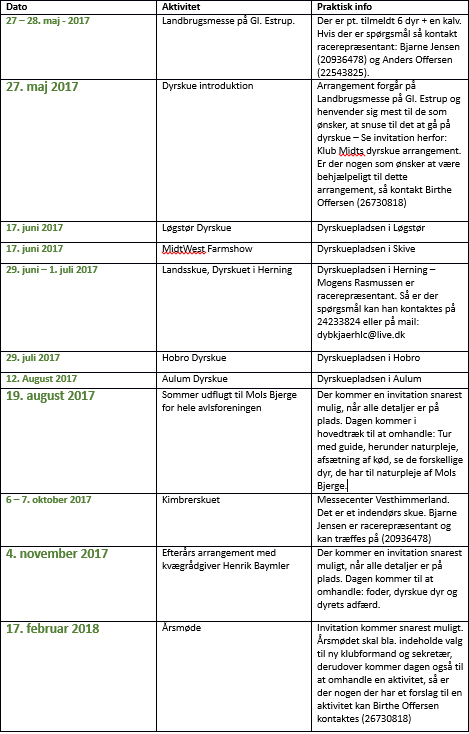 Dato Aktivitet Praktisk info
27 – 28. maj - 2017 Landbrugsmesse på Gl. Estrup. Der er pt. tilmeldt 6 dyr + en kalv.
Hvis der er spørgsmål så kontakt
racerepræsentant: Bjarne Jensen
(20936478) og Anders Offersen
(22543825).
27. maj 2017 Dyrskue introduktion Arrangement forgår på
Landbrugsmesse på Gl. Estrup og
henvender sig mest til de som
ønsker, at snuse til det at gå på
dyrskue – Se invitation herfor:
Klub Midts dyrskue arrangement.
Er der nogen som ønsker at være
behjælpeligt til dette
arrangement, så kontakt Birthe
Offersen (26730818)
17. juni 2017 Løgstør Dyrskue Dyrskuepladsen i Løgstør
17. juni 2017 MidtWest Farmshow Dyrskuepladsen i Skive
29. juni – 1. juli 2017 Landsskue, Dyrskuet i Herning Dyrskuepladsen i Herning –
Mogens Rasmussen er
racerepræsentant. Så er der
spørgsmål kan han kontaktes på
24233824 eller på mail:
dybkjaerhlc@live.dk
29. juli 2017 Hobro Dyrskue Dyrskuepladsen i Hobro
12. August 2017 Aulum Dyrskue Dyrskuepladsen i Aulum
19. august 2017 Sommer udflugt til Mols Bjerge Der kommer en invitation snarest
for hele avlsforeningen mulig, når alle detaljer er på
plads. Dagen kommer i
hovedtræk til at omhandle: Tur
med guide, herunder naturpleje,
afsætning af kød, se de forskellige
dyr, de har til naturpleje af Mols
Bjerge.
6 – 7. oktober 2017 Kimbrerskuet Messecenter Vesthimmerland.
Det er et indendørs skue. Bjarne
Jensen er racerepræsentant og
kan træffes på (20936478)
4. november 2017 Efterårs arrangement med Der kommer en invitation snarest
kvægrådgiver Henrik Baymler muligt, når alle detaljer er på
plads. Dagen kommer til at
omhandle: foder, dyrskue dyr og
dyrets adfærd.
17. februar 2018 Årsmøde Invitation kommer snarest muligt.
Årsmødet skal bla. indeholde valg
til ny klubformand og sekretær,
derudover kommer dagen også til
at omhandle en aktivitet, så er
der nogen der har et forslag til en
aktivitet kan Birthe Offersen
kontaktes (26730818)